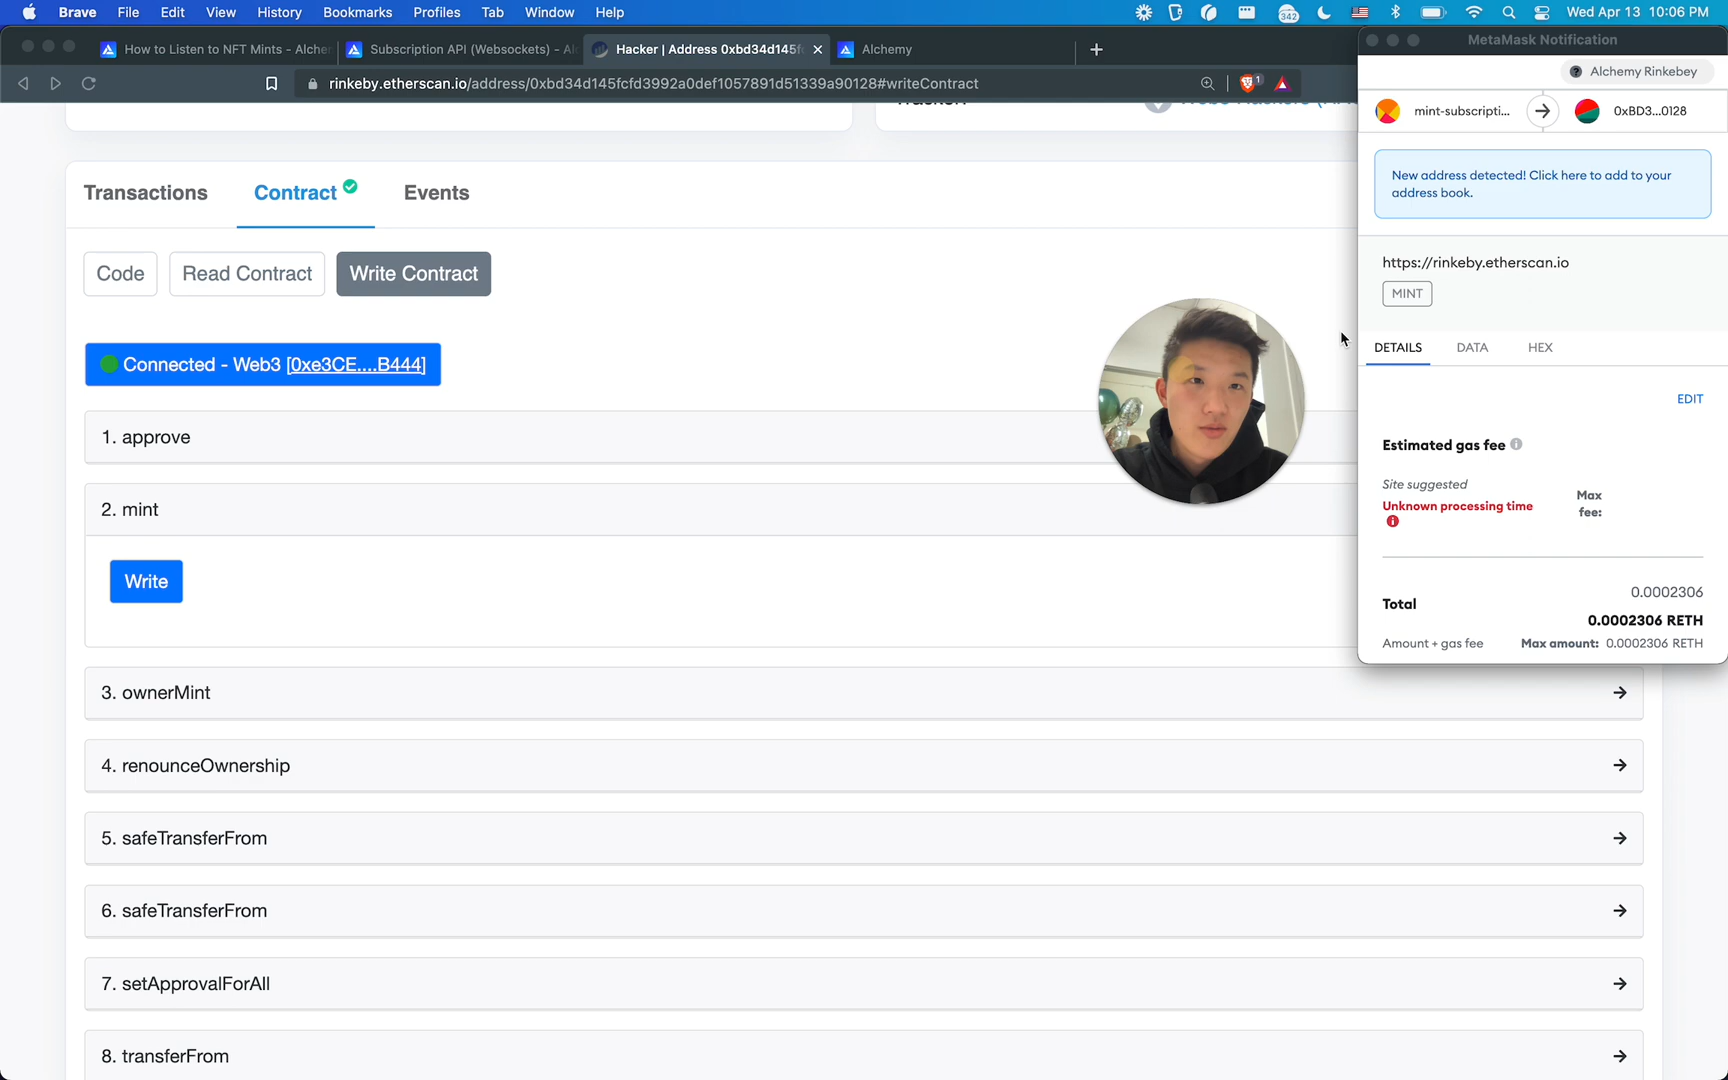 Brave File Edit View History Bookmarks Profiles Tab Window Help
342
Wed Apr 13 10:06 PM
How to Listen to NFT Mints - Alche
Subscription API (Websockets) - Al
Hacker | Address 0xbd34d145f
Alchemy
rinkeby.etherscan.io/address/0xbd34d145fcfd3992a0def1057891d51339a90128#writeContract
1
Transactions
Contract
Events
Code
Read Contract
Write Contract
Connected - Web3 [0xe3CE....B444]
1. approve
2. mint
Write
3. ownerMint
4. renounceOwnership
5. safeTransferFrom
6. safeTransferFrom
7. setApprovalForAll
8. transferFrom
MetaMask Notification
Alchemy Rinkebey
mint-subscripti...
0xBD3...0128
New address detected! Click here to add to your
address book.
https://rinkeby.etherscan.io
MINT
DETAILS DATA HEX
EDIT
Estimated gas fee
Site suggested
Unknown processing time
Max
fee:
0.0002306
Total
0.0002306 RETH
Amount + gas fee
Max amount: 0.0002306 RETH